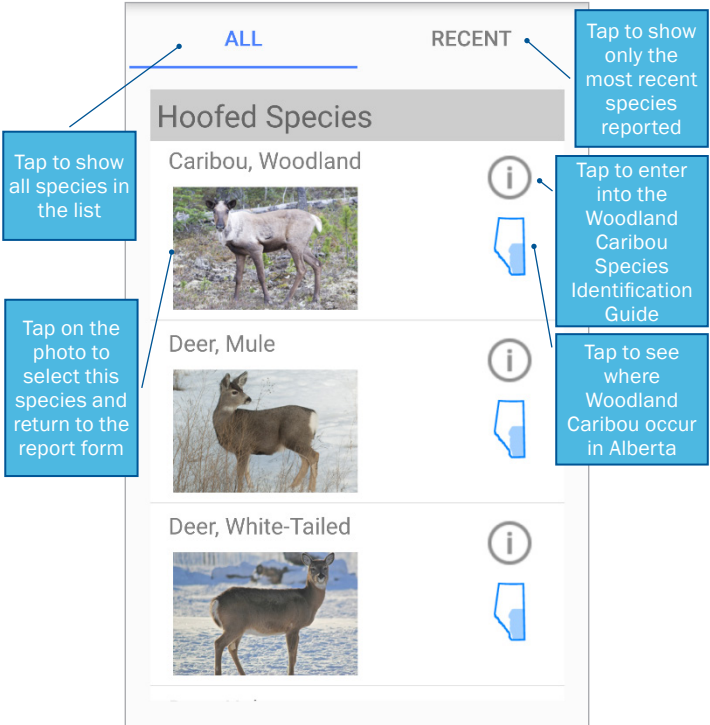 ALL
RECENT
Tap to show
only the
most recent
species
reported
Hoofed Species
Tap to show
all species in
the list
Caribou, Woodland
Tap to enter
into the
Woodland
Caribou
Species
Identification
Guide
Tap on the
photo to
select this
species and
return to the
report form
Deer, Mule
Tap to see
where
Woodland
Caribou occur
in Alberta
Deer, White-Tailed